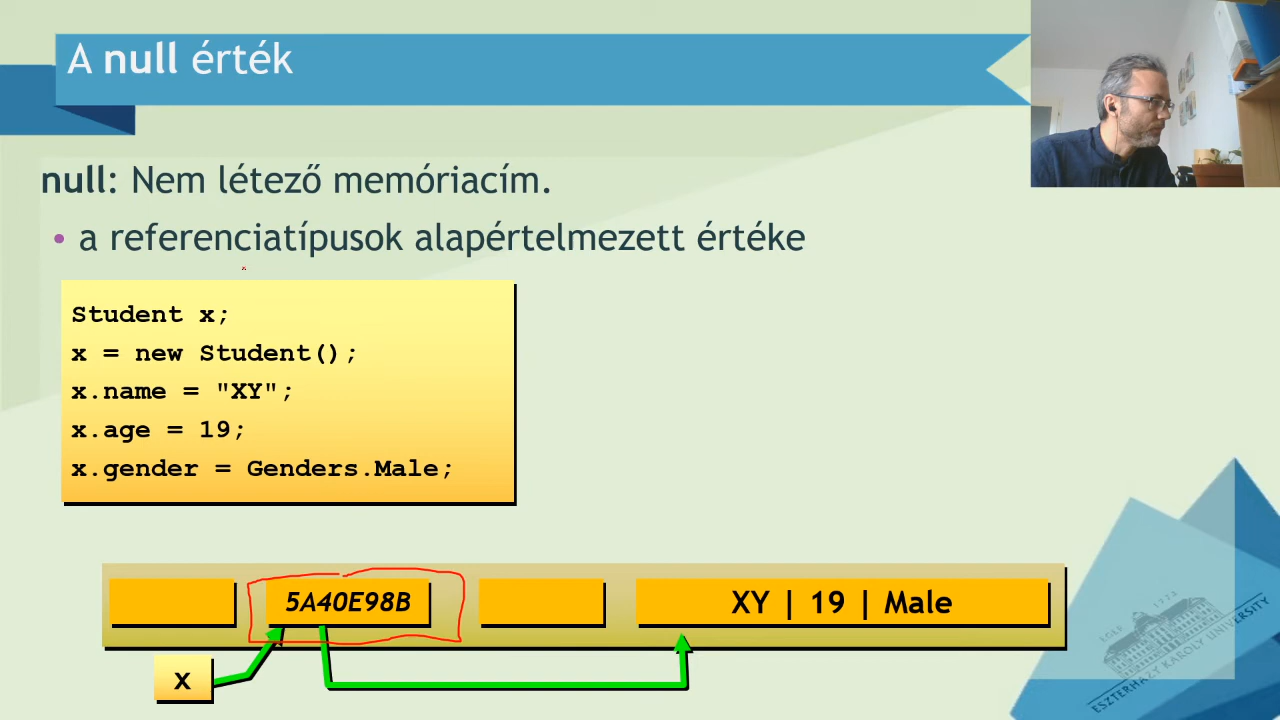 A null érték
null: Nem létező memóriacím.
• a referenciatípusok alapértelmezett értéke
Student x;
x = new Student();
x.name = "XY";
x.age = 19;
x.gender = Genders.Male;
5A40E98B
XY | 19 | Male
x
1774
ESZTERHÁZY KÁROLY UNIVERSITY